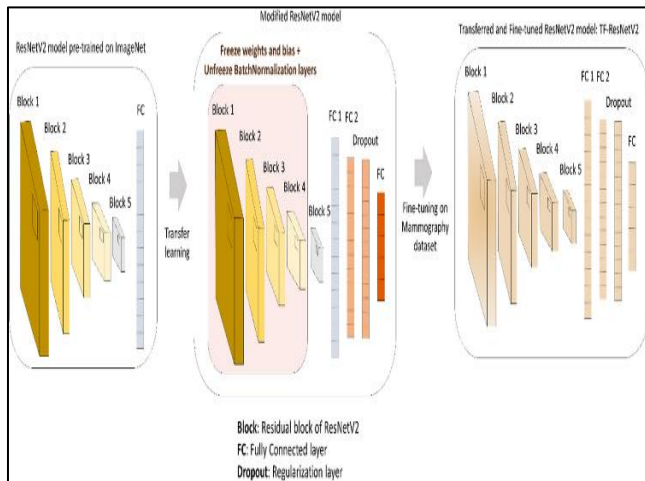 ResNetV2 model pre-trained on ImageNet
Block 1
Block 2
Block 3
Block 4
Block 5
FC
Transfer
learning
Modified ResNetV2 model
Freeze weights and bias +
Unfreeze BatchNormalization layers
Block 1
Block 2
Block 3
Block 4
Block 5
FC 1
FC 2
Dropout
FC
Fine-tuning on
Mammography
dataset
Transferred and Fine-tuned ResNetV2 model: TF-ResNetV2
Block 1
Block 2
Block 3
Block 4
Block 5
FC 1
FC 2
Dropout
FC
Block: Residual block of ResNetV2
FC: Fully Connected layer
Dropout: Regularization layer